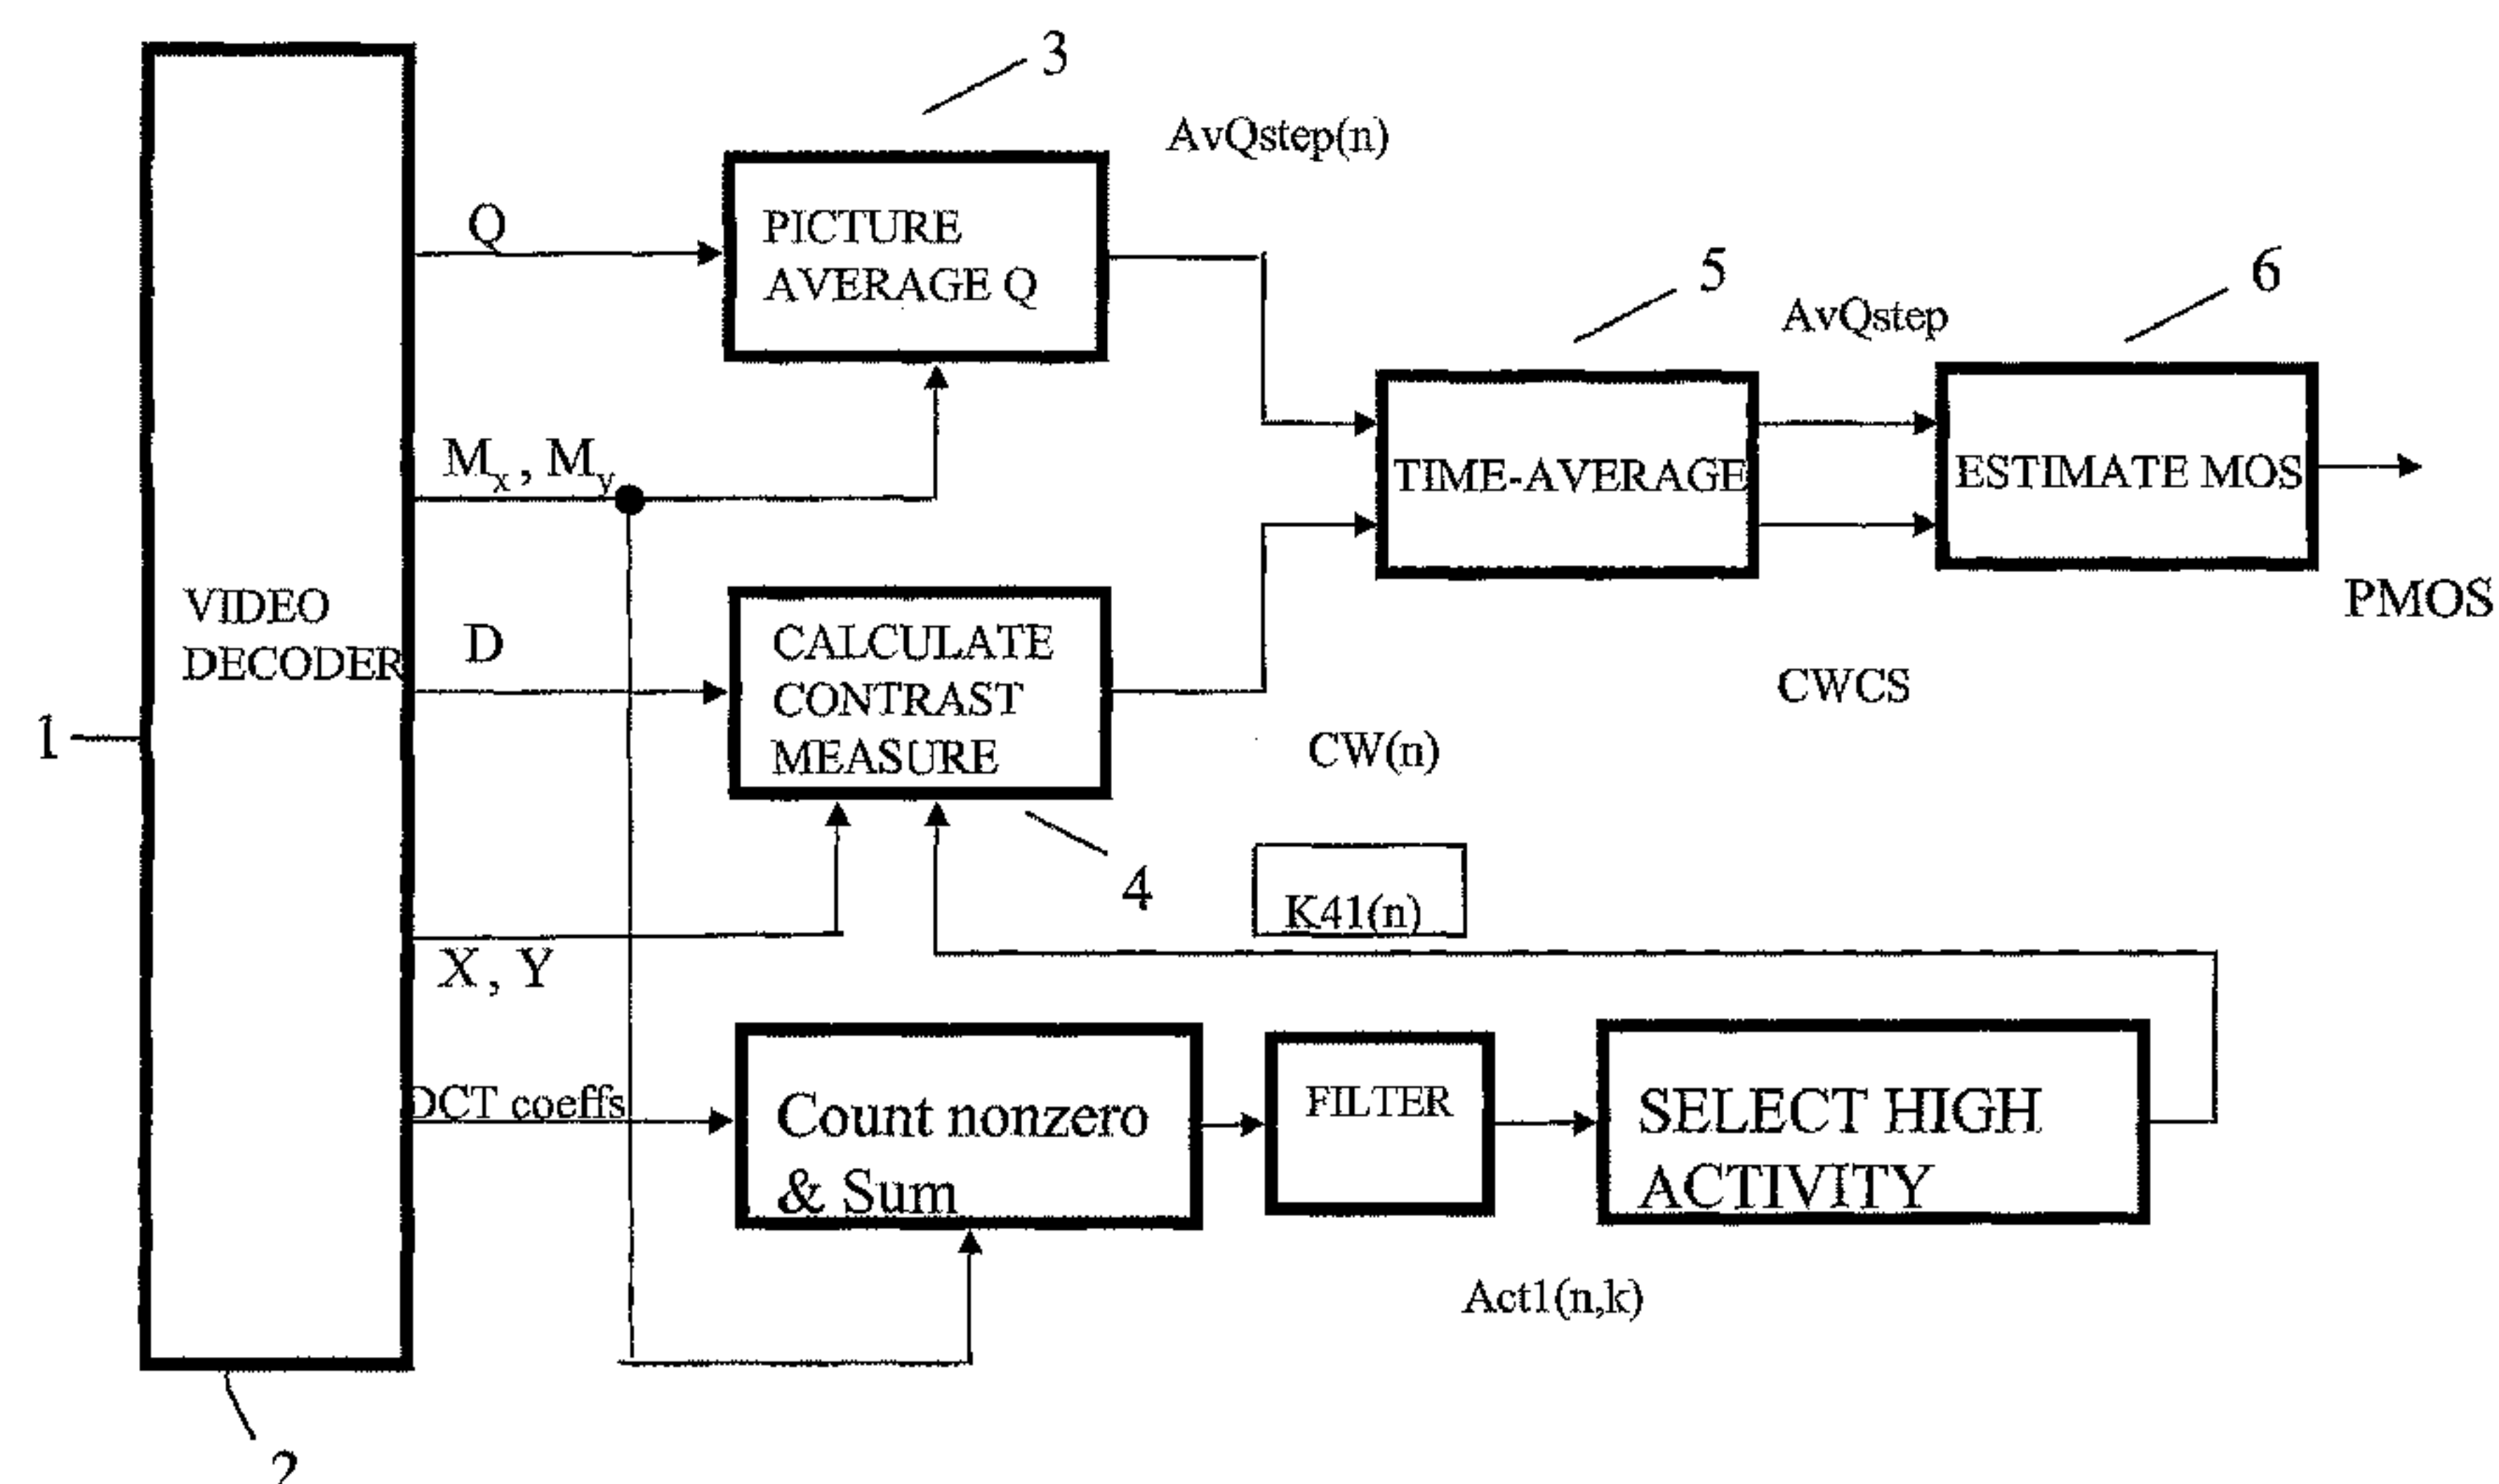 3
AvQstep(n)
Q
PICTURE
AVERAGE Q
5
6
AvQstep
Mx , My
TIME-AVERAGE
ESTIMATE MOS
PMOS
VIDEO
DECODER
D
CALCULATE
CONTRAST
MEASURE
CWCS
1
CW(n)
4
K41(n)
X, Y
DCT coeffs
Count nonzero
& Sum
FILTER
SELECT HIGH
ACTIVITY
Act1(n,k)
2